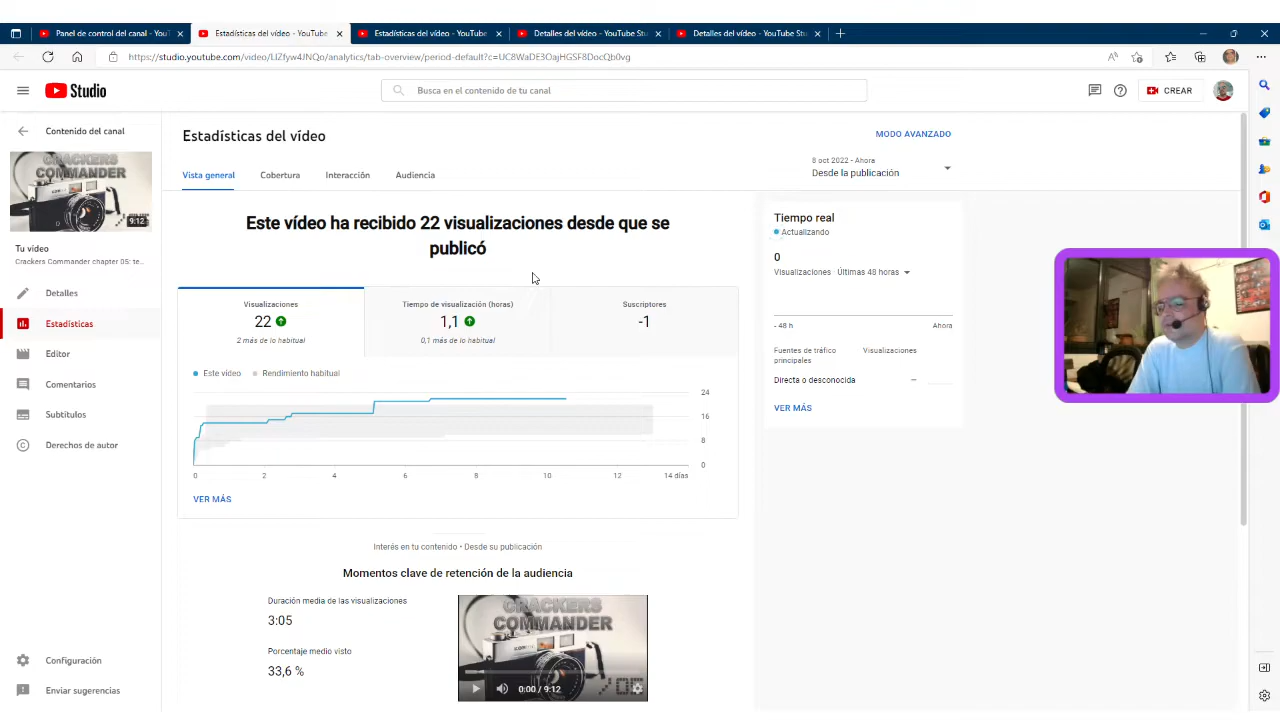 Panel de control del canal - YouT
Estadísticas del vídeo - YouTube
Estadísticas del vídeo - YouTube
Detalles del vídeo - YouTube Stu
Detalles del vídeo - YouTube Stu
https://studio.youtube.com/video/LlZfyw4JNQo/analytics/tab-overview/period-default?c=UC8WaDE3OajHGSF8DocQb0vg
Studio
Busca en el contenido de tu canal
CREAR
Contenido del canal
CRACKERS
COMMANDER
9:12
Tu vídeo
Crackers Commander chapter 05: te...
Detalles
Estadísticas
Editor
Comentarios
Subtítulos
Derechos de autor
Configuración
Enviar sugerencias
Estadísticas del vídeo
MODO AVANZADO
Vista general
Cobertura
Interacción
Audiencia
8 oct 2022 - Ahora
Desde la publicación
Este vídeo ha recibido 22 visualizaciones desde que se
publicó
Visualizaciones
22
2 más de lo habitual
Tiempo de visualización (horas)
1,1
0,1 más de lo habitual
Suscriptores
-1
Este vídeo
Rendimiento habitual
24
16
8
0
0
2
4
6
8
10
12
14 días
VER MÁS
Interés en tu contenido • Desde su publicación
Momentos clave de retención de la audiencia
Duración media de las visualizaciones
3:05
Porcentaje medio visto
33,6 %
CRACKERS
COMMANDER
0:00 / 9:12
Tiempo real
Actualizando
0
Visualizaciones · Últimas 48 horas
- 48 h
Ahora
Fuentes de tráfico
principales
Visualizaciones
Directa o desconocida
–
VER MÁS